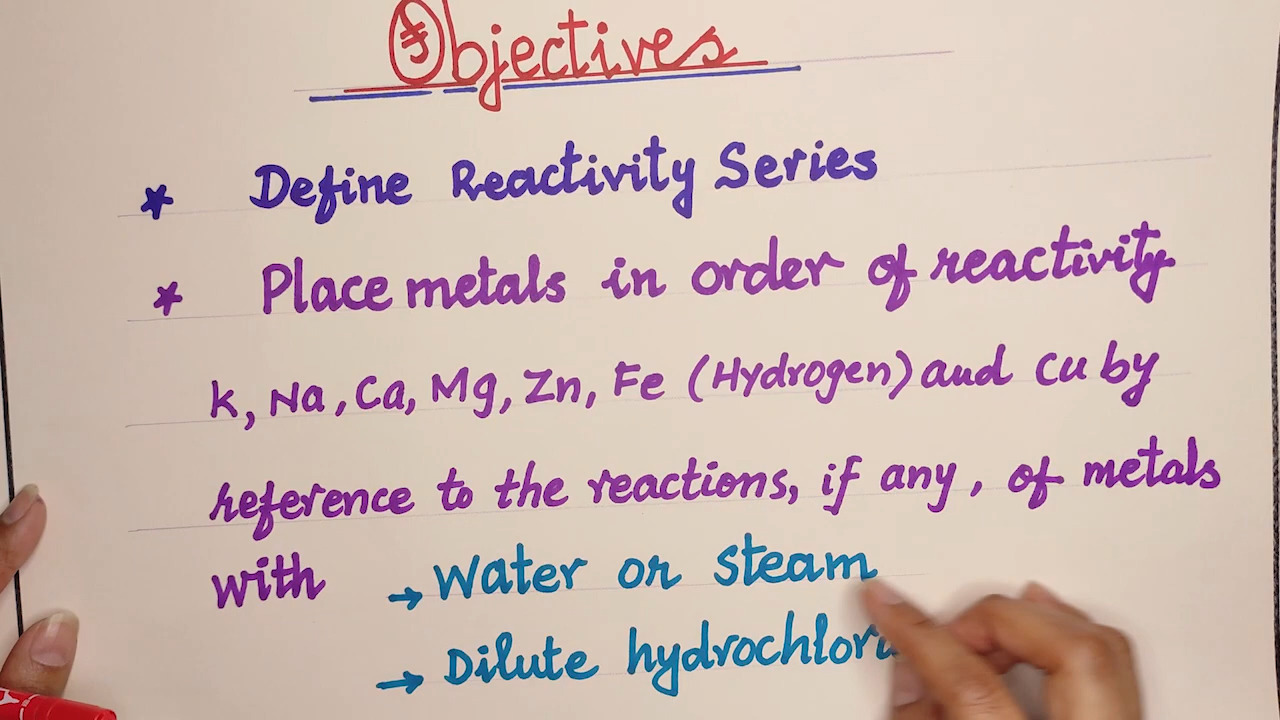 Objectives
* Define Reactivity Series
* Place metals in order of reactivity
K, Na, Ca, Mg, Zn, Fe (Hydrogen) and Cu by
reference to the reactions, if any, of metals
with → Water or steam
→ Dilute